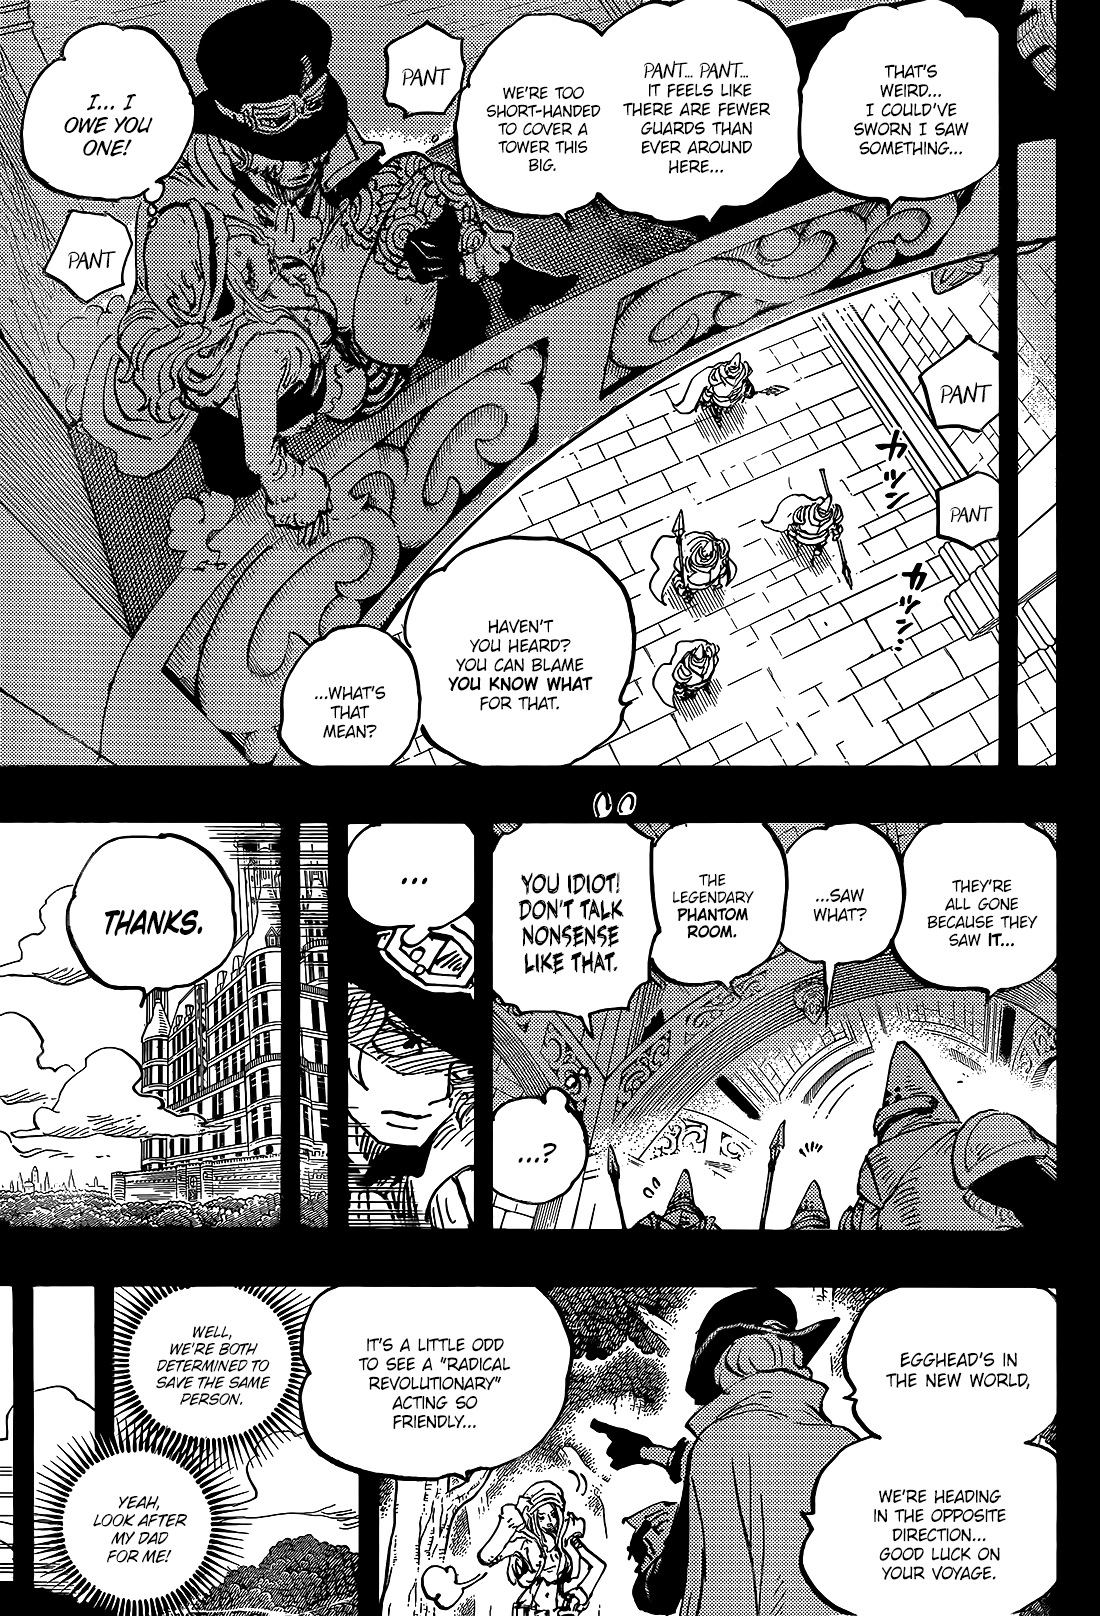 THAT'S
WEIRD...
I COULD'VE
SWORN I SAW
SOMETHING...
PANT... PANT...
IT FEELS LIKE
THERE ARE FEWER
GUARDS THAN
EVER AROUND
HERE...
WE'RE TOO
SHORT-HANDED
TO COVER A
TOWER THIS
BIG.
PANT
I... I
OWE YOU
ONE!
PANT
PANT
ガツン
PANT
ガツ...
HAVEN'T
YOU HEARD?
YOU CAN BLAME
YOU KNOW WHAT
FOR THAT.
...WHAT'S
THAT
MEAN?
THEY'RE
ALL GONE
BECAUSE THEY
SAW IT...
...SAW
WHAT?
THE
LEGENDARY
PHANTOM
ROOM.
YOU IDIOT!
DON'T TALK
NONSENSE
LIKE THAT.
...?
...
THANKS.
EGGHEAD'S IN
THE NEW WORLD,
WE'RE HEADING
IN THE OPPOSITE
DIRECTION...
GOOD LUCK ON
YOUR VOYAGE.
IT'S A LITTLE ODD
TO SEE A "RADICAL
REVOLUTIONARY"
ACTING SO
FRIENDLY...
WELL,
WE'RE BOTH
DETERMINED TO
SAVE THE SAME
PERSON.
YEAH,
LOOK AFTER
MY DAD
FOR ME!